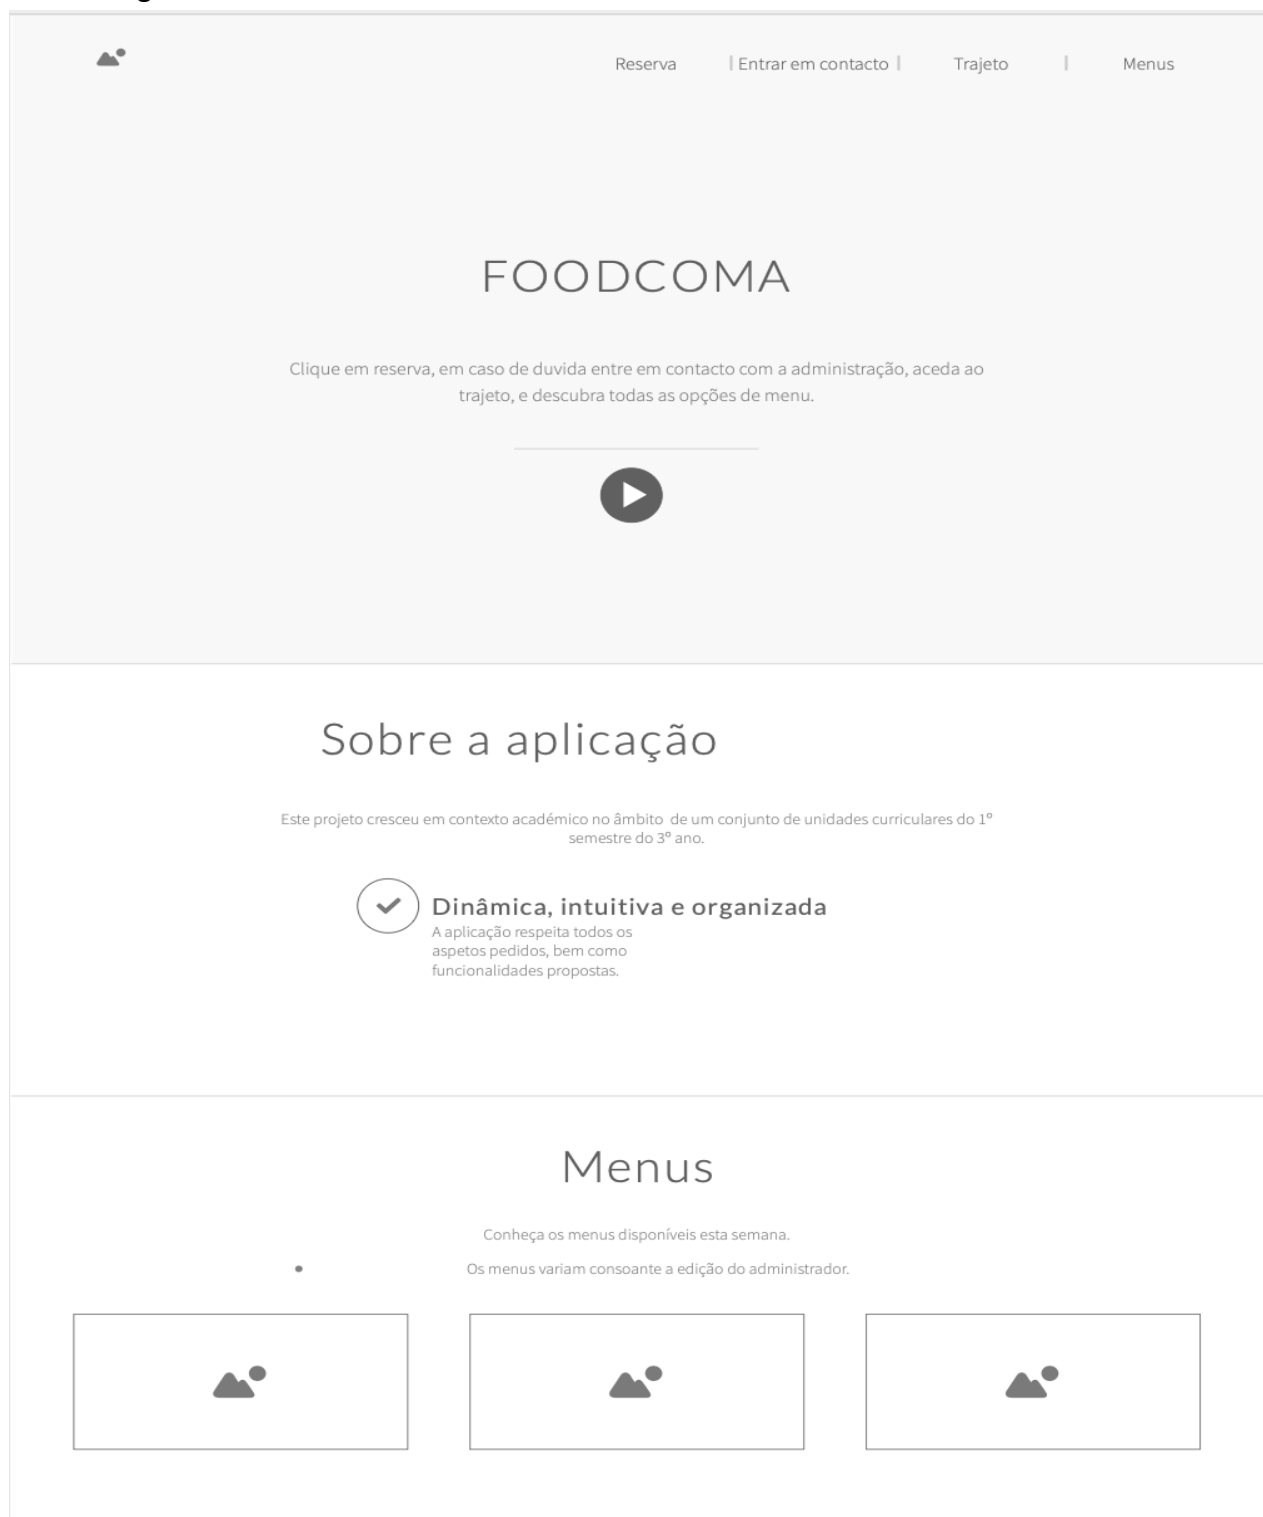 Reserva | Entrar em contacto | Trajeto | Menus
FOODCOMA
Clique em reserva, em caso de duvida entre em contacto com a administração, aceda ao
trajeto, e descubra todas as opções de menu.
Sobre a aplicação
Este projeto cresceu em contexto académico no âmbito  de um conjunto de unidades curriculares do 1º
semestre do 3º ano.
Dinâmica, intuitiva e organizada
A aplicação respeita todos os
aspetos pedidos, bem como
funcionalidades propostas.
Menus
Conheça os menus disponíveis esta semana.
Os menus variam consoante a edição do administrador.